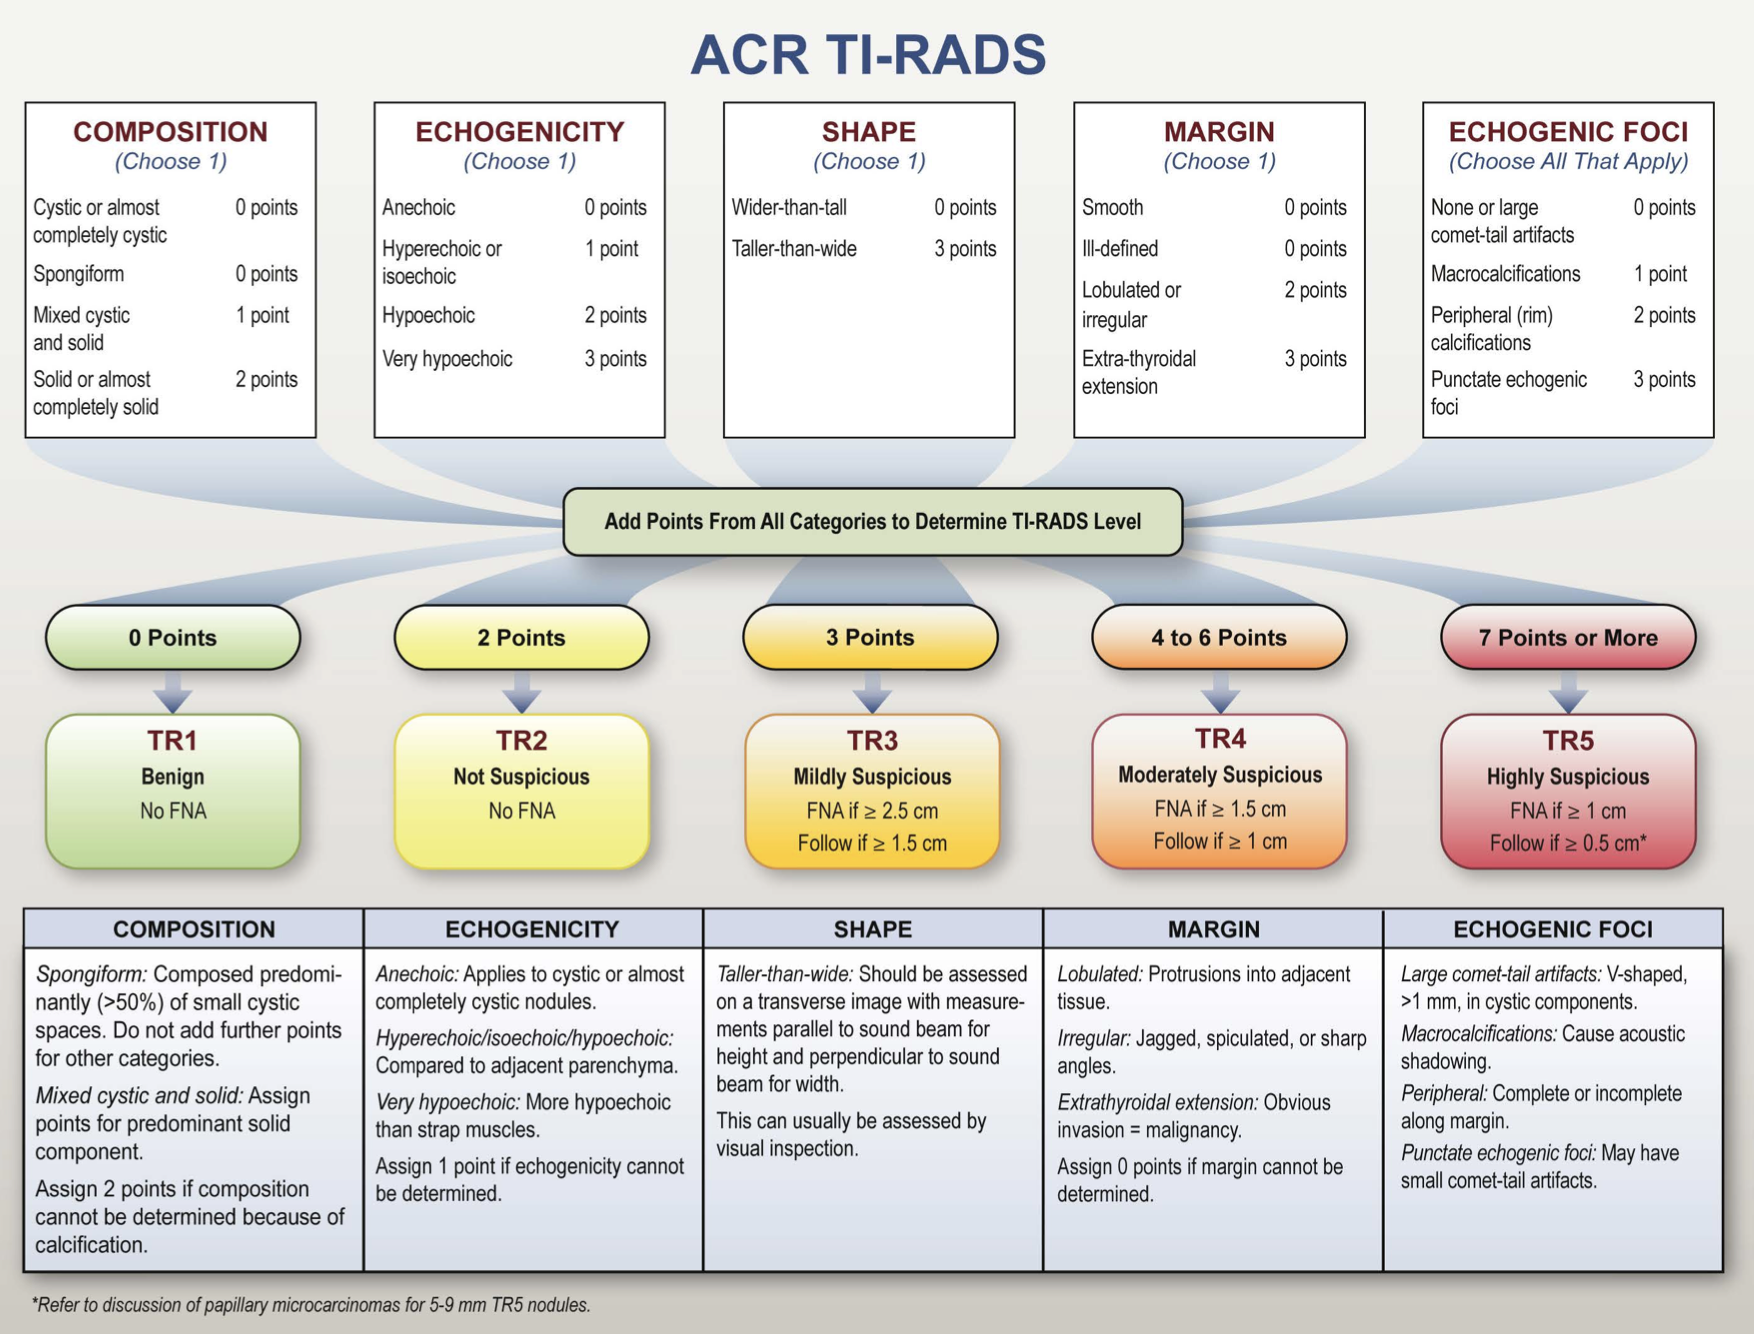 ACR TI-RADS
COMPOSITION
(Choose 1)
Cystic or almost 0 points
completely cystic
Spongiform 0 points
Mixed cystic 1 point
and solid
Solid or almost 2 points
completely solid
ECHOGENICITY
(Choose 1)
Anechoic 0 points
Hyperechoic or 1 point
isoechoic
Hypoechoic 2 points
Very hypoechoic 3 points
SHAPE
(Choose 1)
Wider-than-tall 0 points
Taller-than-wide 3 points
MARGIN
(Choose 1)
Smooth 0 points
Ill-defined 0 points
Lobulated or 2 points
irregular
Extra-thyroidal 3 points
extension
ECHOGENIC FOCI
(Choose All That Apply)
None or large 0 points
comet-tail artifacts
Macrocalcifications 1 point
Peripheral (rim) 2 points
calcifications
Punctate echogenic 3 points
foci
Add Points From All Categories to Determine TI-RADS Level
0 Points
2 Points
3 Points
4 to 6 Points
7 Points or More
TR1
Benign
No FNA
TR2
Not Suspicious
No FNA
TR3
Mildly Suspicious
FNA if ≥ 2.5 cm
Follow if ≥ 1.5 cm
TR4
Moderately Suspicious
FNA if ≥ 1.5 cm
Follow if ≥ 1 cm
TR5
Highly Suspicious
FNA if ≥ 1 cm
Follow if ≥ 0.5 cm*
COMPOSITION
Spongiform: Composed predomi-
nantly (>50%) of small cystic
spaces. Do not add further points
for other categories.
Mixed cystic and solid: Assign
points for predominant solid
component.
Assign 2 points if composition
cannot be determined because of
calcification.
ECHOGENICITY
Anechoic: Applies to cystic or almost
completely cystic nodules.
Hyperechoic/isoechoic/hypoechoic:
Compared to adjacent parenchyma.
Very hypoechoic: More hypoechoic
than strap muscles.
Assign 1 point if echogenicity cannot
be determined.
SHAPE
Taller-than-wide: Should be assessed
on a transverse image with measure-
ments parallel to sound beam for
height and perpendicular to sound
beam for width.
This can usually be assessed by
visual inspection.
MARGIN
Lobulated: Protrusions into adjacent
tissue.
Irregular: Jagged, spiculated, or sharp
angles.
Extrathyroidal extension: Obvious
invasion = malignancy.
Assign 0 points if margin cannot be
determined.
ECHOGENIC FOCI
Large comet-tail artifacts: V-shaped,
>1 mm, in cystic components.
Macrocalcifications: Cause acoustic
shadowing.
Peripheral: Complete or incomplete
along margin.
Punctate echogenic foci: May have
small comet-tail artifacts.
*Refer to discussion of papillary microcarcinomas for 5-9 mm TR5 nodules.